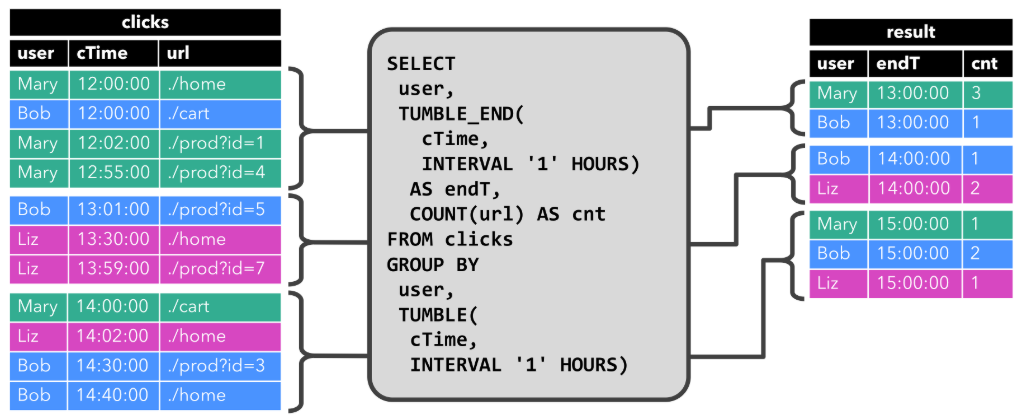 clicks
user cTime url
Mary 12:00:00 ./home
Bob 12:00:00 ./cart
Mary 12:02:00 ./prod?id=1
Mary 12:55:00 ./prod?id=4
Bob 13:01:00 ./prod?id=5
Liz 13:30:00 ./home
Liz 13:59:00 ./prod?id=7
Mary 14:00:00 ./cart
Liz 14:02:00 ./home
Bob 14:30:00 ./prod?id=3
Bob 14:40:00 ./home
SELECT
user,
TUMBLE_END(
cTime,
INTERVAL '1' HOURS)
AS endT,
COUNT(url) AS cnt
FROM clicks
GROUP BY
user,
TUMBLE(
cTime,
INTERVAL '1' HOURS)
result
user endT cnt
Mary 13:00:00 3
Bob 13:00:00 1
Bob 14:00:00 1
Liz 14:00:00 2
Mary 15:00:00 1
Bob 15:00:00 2
Liz 15:00:00 1